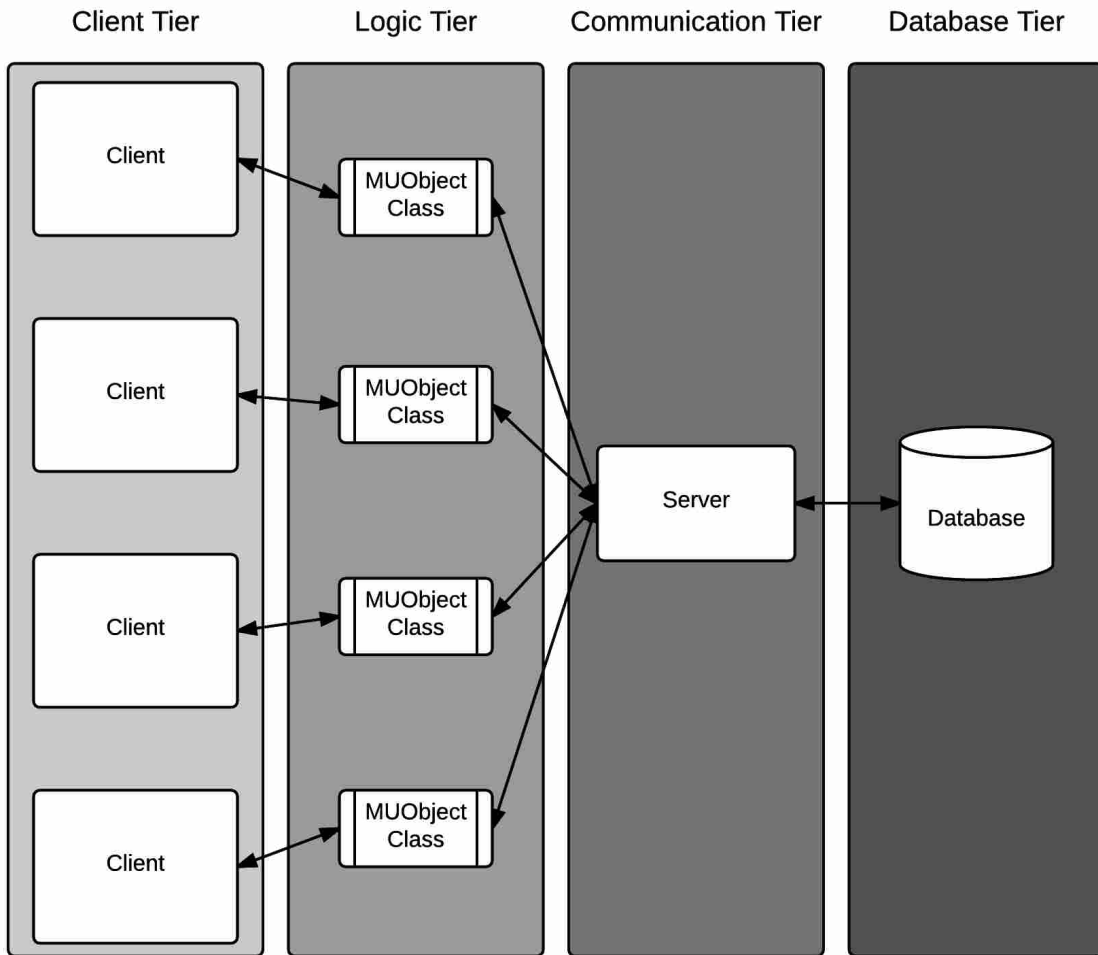 Client Tier
Logic Tier
Communication Tier
Database Tier
Client
MUObject
Class
Client
MUObject
Class
Server
Database
Client
MUObject
Class
Client
MUObject
Class